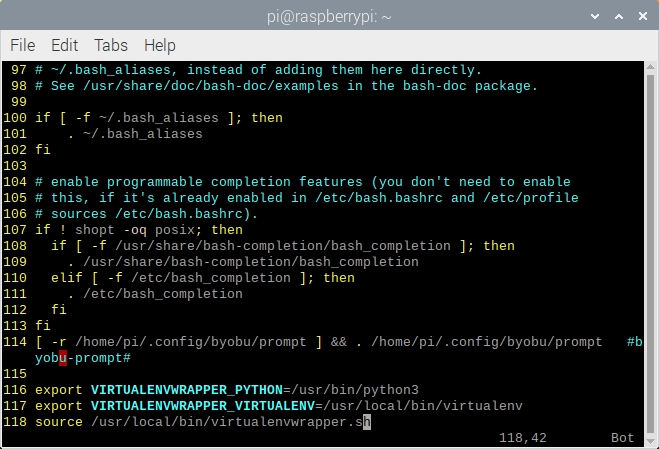 pi@raspberrypi: ~
File Edit Tabs Help
97 # ~/.bash_aliases, instead of adding them here directly.
98 # See /usr/share/doc/bash-doc/examples in the bash-doc package.
99
100 if [ -f ~/.bash_aliases ]; then
101     . ~/.bash_aliases
102 fi
103
104 # enable programmable completion features (you don't need to enable
105 # this, if it's already enabled in /etc/bash.bashrc and /etc/profile
106 # sources /etc/bash.bashrc).
107 if ! shopt -oq posix; then
108   if [ -f /usr/share/bash-completion/bash_completion ]; then
109     . /usr/share/bash-completion/bash_completion
110   elif [ -f /etc/bash_completion ]; then
111     . /etc/bash_completion
112   fi
113 fi
114 [ -r /home/pi/.config/byobu/prompt ] && . /home/pi/.config/byobu/prompt   #b
yobu-prompt#
115
116 export VIRTUALENVWRAPPER_PYTHON=/usr/bin/python3
117 export VIRTUALENVWRAPPER_VIRTUALENV=/usr/local/bin/virtualenv
118 source /usr/local/bin/virtualenvwrapper.sh
118,42 Bot